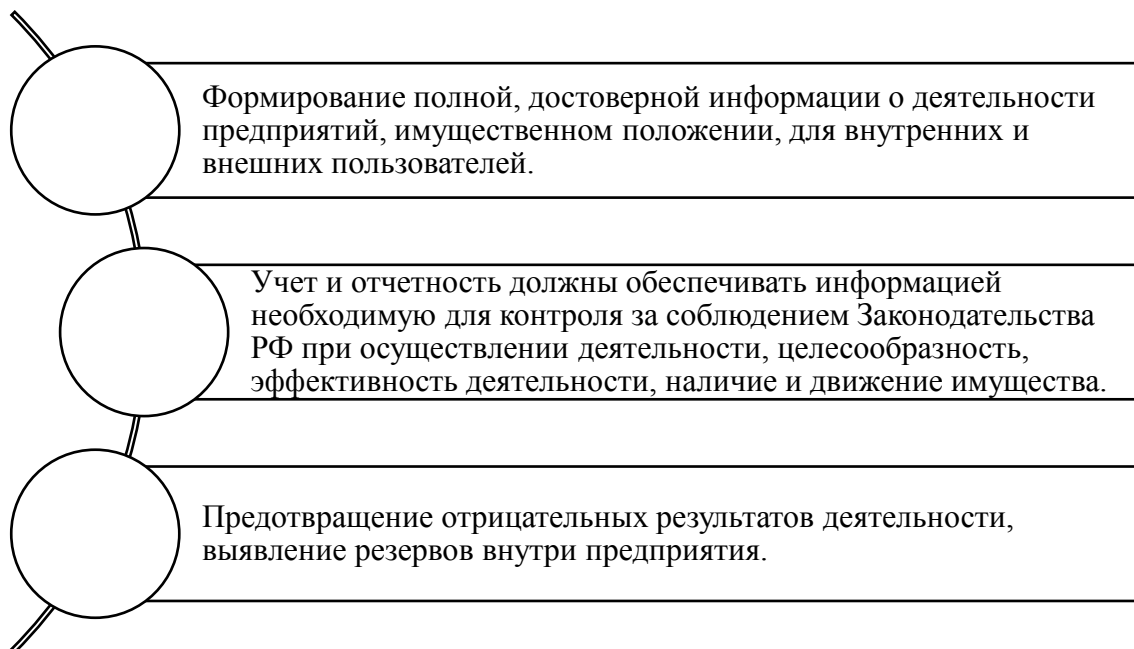 Формирование полной, достоверной информации о деятельности
предприятий, имущественном положении, для внутренних и
внешних пользователей.
Учет и отчетность должны обеспечивать информацией
необходимую для контроля за соблюдением Законодательства
РФ при осуществлении деятельности, целесообразность,
эффективность деятельности, наличие и движение имущества.
Предотвращение отрицательных результатов деятельности,
выявление резервов внутри предприятия.